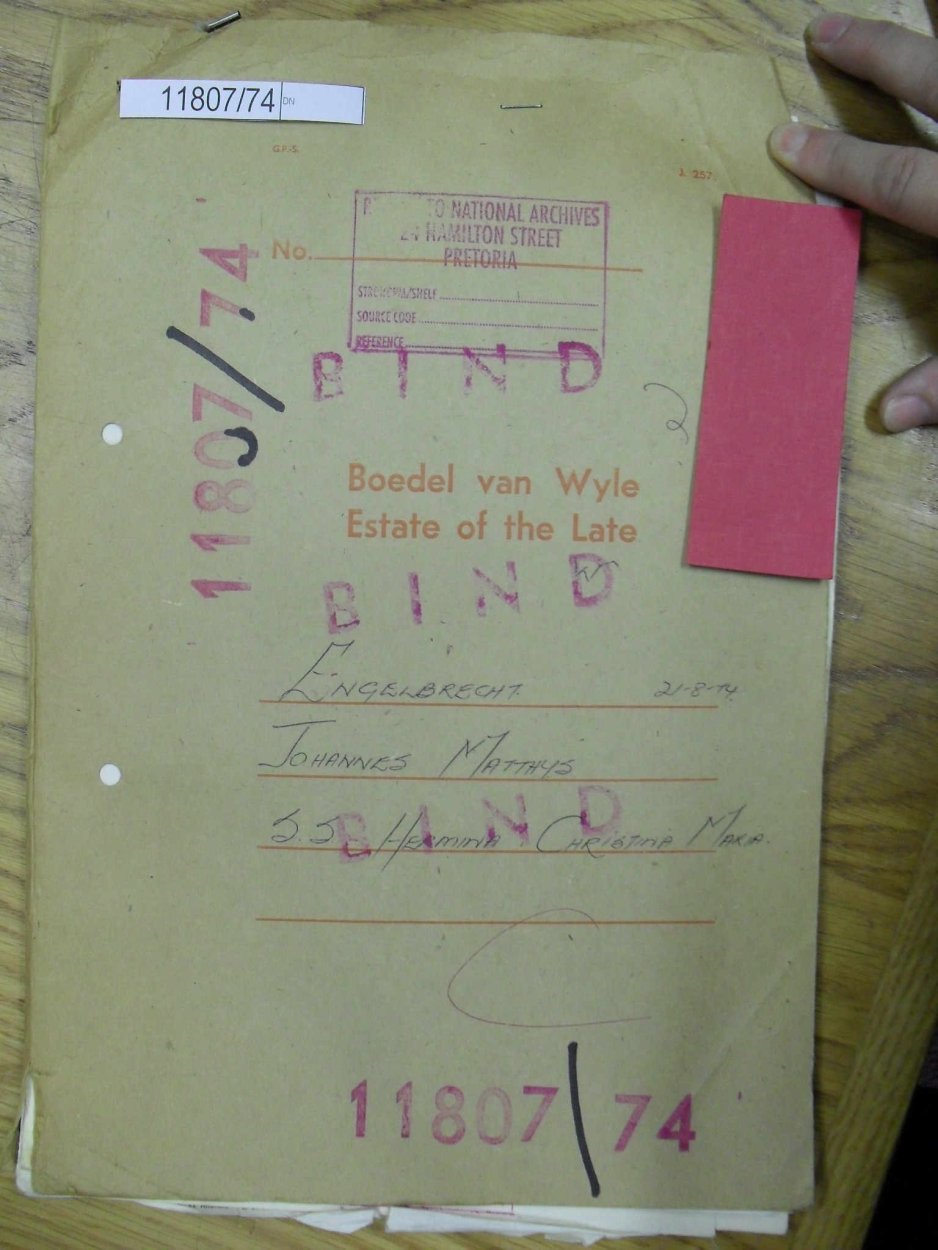 11807/74 DN
G.P.-S.
J. 257
No.
TO NATIONAL ARCHIVES
24 HAMILTON STREET
PRETORIA
STRONGROOM/SHELF
SOURCE CODE
REFERENCE
11807/74
BIND
2
Boedel van Wyle
Estate of the Late
BIND
ENGELBRECHT. 21-8-74
JOHANNES MATTHYS
S.S HERMINA CHRISTINA MARIA.
BIND
C
11807/74